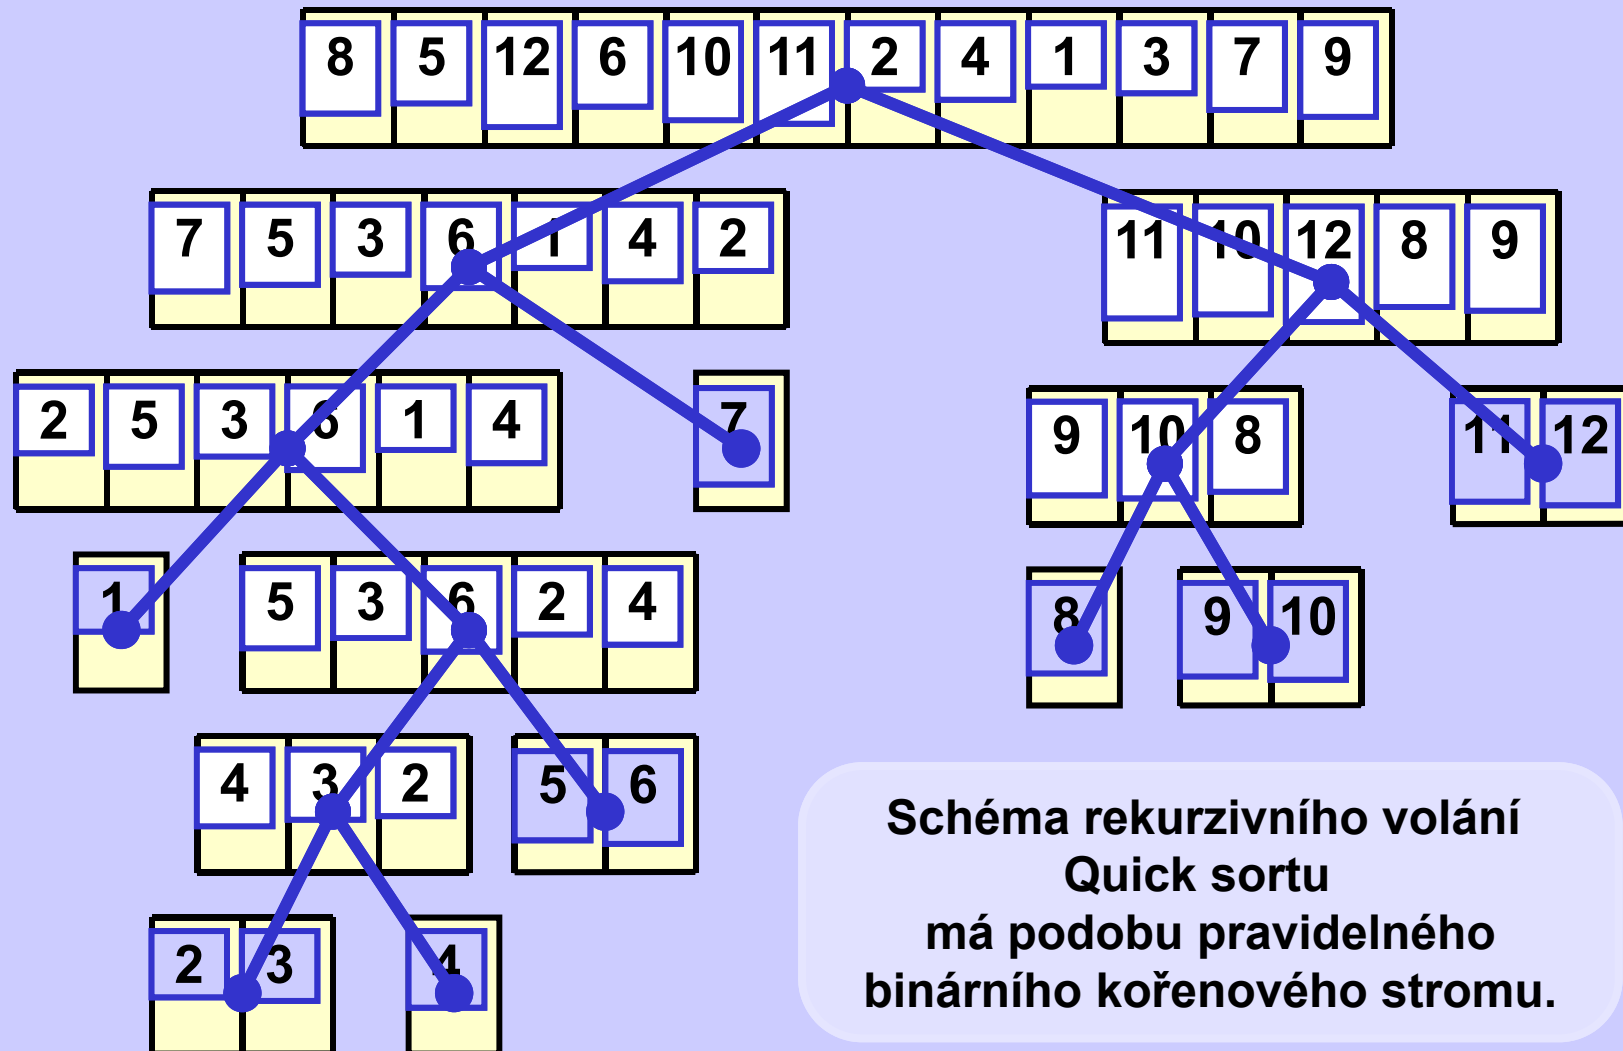 8 5 12 6 10 11 2 4 1 3 7 9
7 5 3 6 1 4 2
11 10 12 8 9
2 5 3 6 1 4
7
9 10 8
11 12
1
5 3 6 2 4
8
9 10
4 3 2
5 6
2 3
4
Schéma rekurzivního volání
Quick sortu
má podobu pravidelného
binárního kořenového stromu.